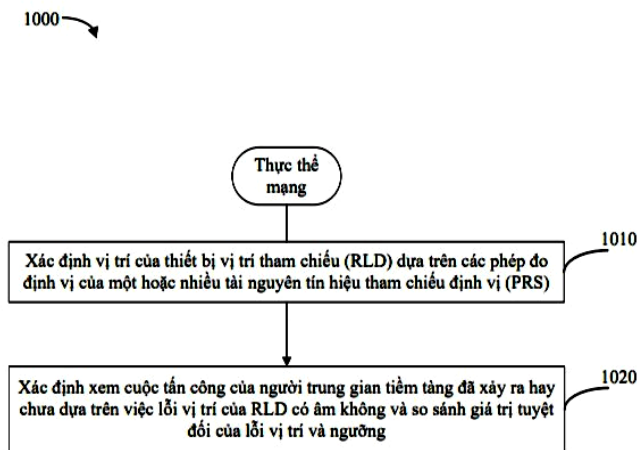 1000
Thực thể
mạng
1010
Xác định vị trí của thiết bị vị trí tham chiếu (RLD) dựa trên các phép đo
định vị của một hoặc nhiều tài nguyên tín hiệu tham chiếu định vị (PRS)
1020
Xác định xem cuộc tấn công của người trung gian tiềm tàng đã xảy ra hay
chưa dựa trên việc lỗi vị trí của RLD có âm không và so sánh giá trị tuyệt
đối của lỗi vị trí và ngưỡng